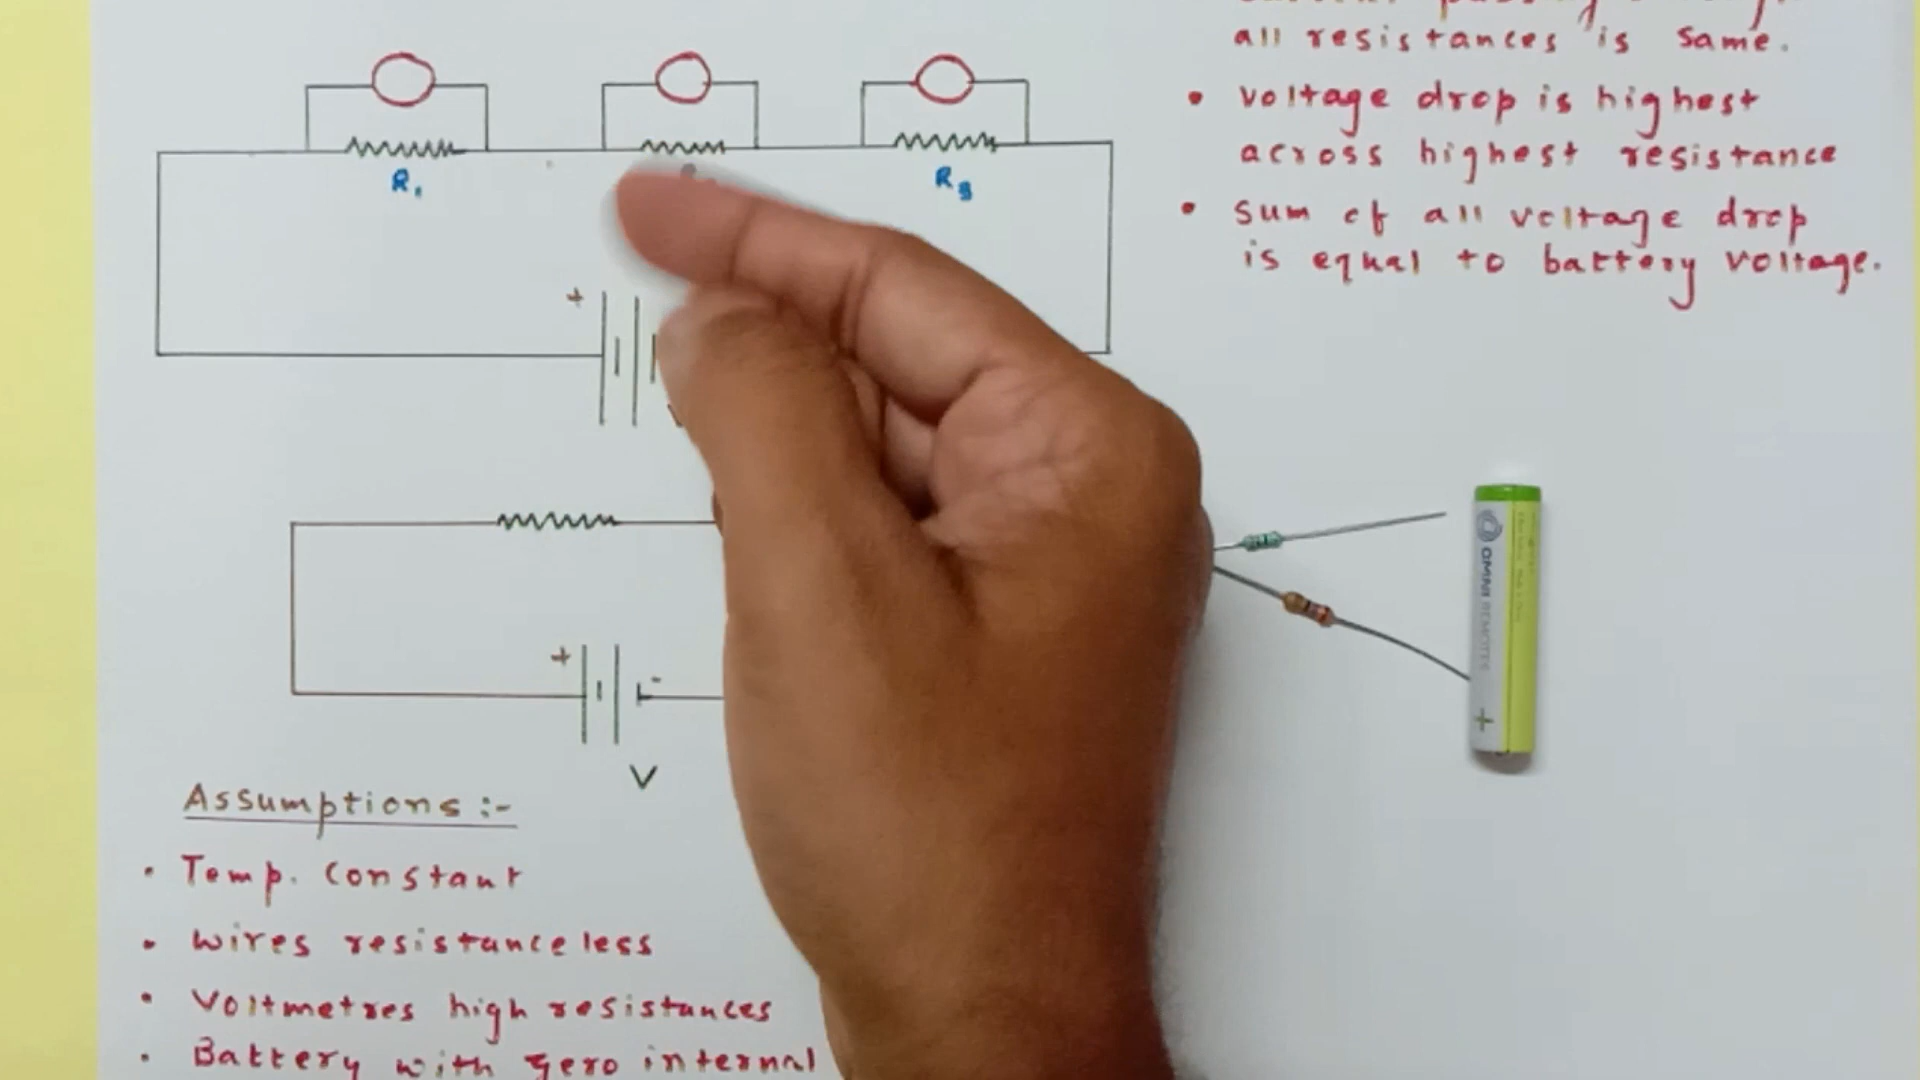 all resistances is same.
• voltage drop is highest
across highest resistance
• sum of all voltage drop
is equal to battery voltage.
R1
R3
+
+
-
V
OMNI REMOTES
+
Assumptions :-
• Temp. constant
• wires resistanceless
• Voltmetres high resistances
• Battery with zero internal